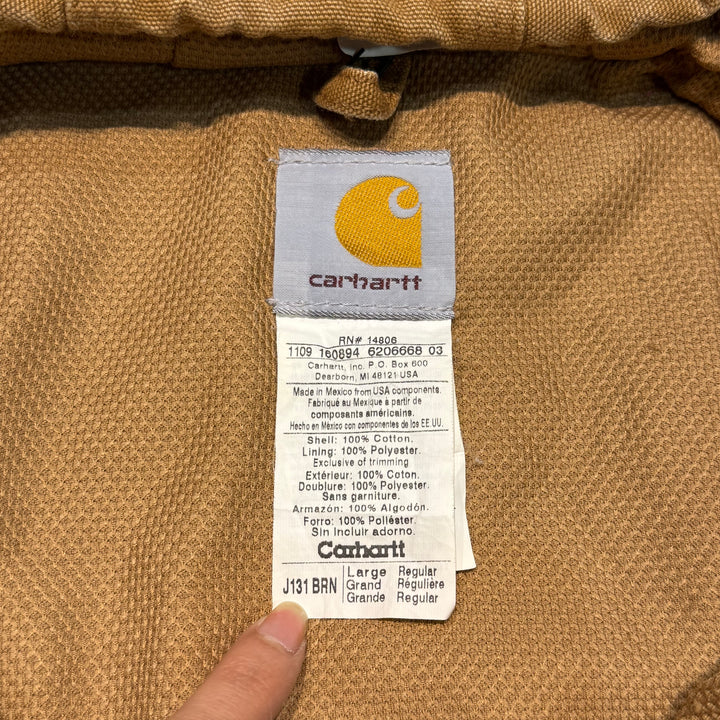 carhartt
RN# 14806
1109 160894 6206668 03
Carhartt, Inc. P.O. Box 600
Dearborn, MI 48121 USA
Made in Mexico from USA components.
Fabriqué au Mexique à partir de
composants américains.
Hecho en México con componentes de los EE.UU.
Shell: 100% Cotton.
Lining: 100% Polyester.
Exclusive of trimming
Extérieur: 100% Coton.
Doublure: 100% Polyester.
Sans garniture.
Armazón: 100% Algodón.
Forro: 100% Poliéster.
Sin Incluir adorno.
Carhartt
J131 BRN
Large Regular
Grand Régulière
Grande Regular